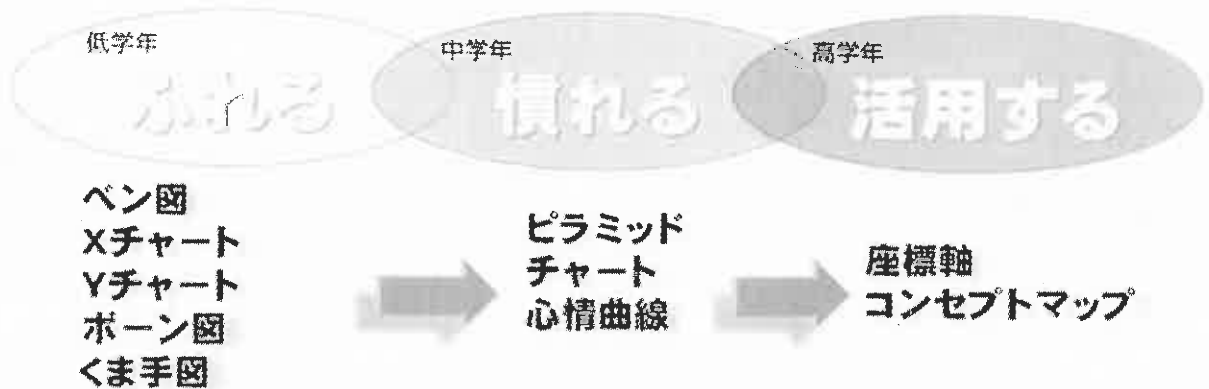 低学年
ふれる
中学年
慣れる
高学年
活用する
ベン図
Xチャート
Yチャート
ボーン図
くま手図
ピラミッド
チャート
心情曲線
座標軸
コンセプトマップ